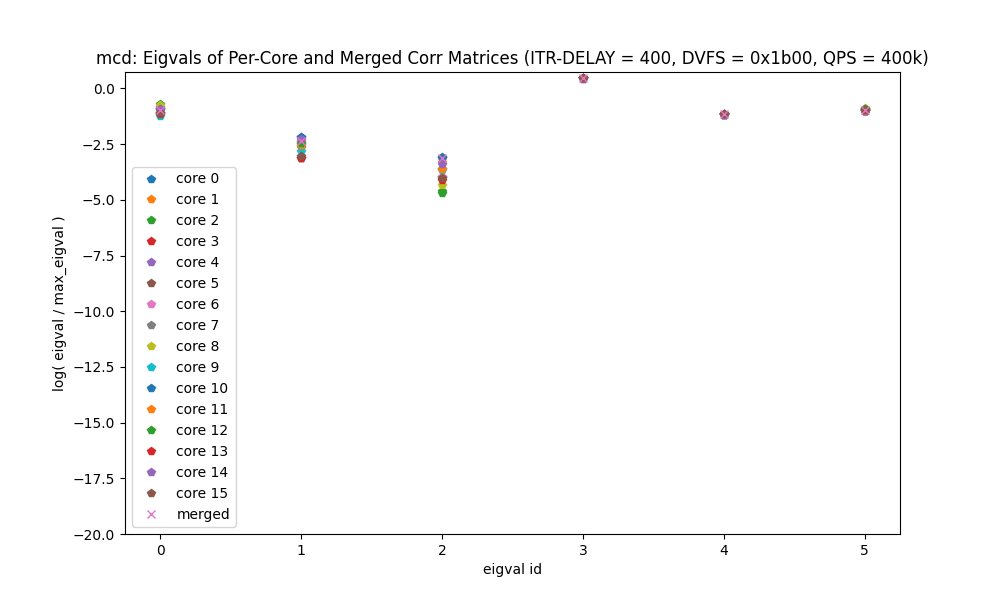 mcd: Eigvals of Per-Core and Merged Corr Matrices (ITR-DELAY = 400, DVFS = 0x1b00, QPS = 400k)
log( eigval / max_eigval )
0.0
−2.5
−5.0
−7.5
−10.0
−12.5
−15.0
−17.5
−20.0
core 0
core 1
core 2
core 3
core 4
core 5
core 6
core 7
core 8
core 9
core 10
core 11
core 12
core 13
core 14
core 15
merged
0 1 2 3 4 5
eigval id